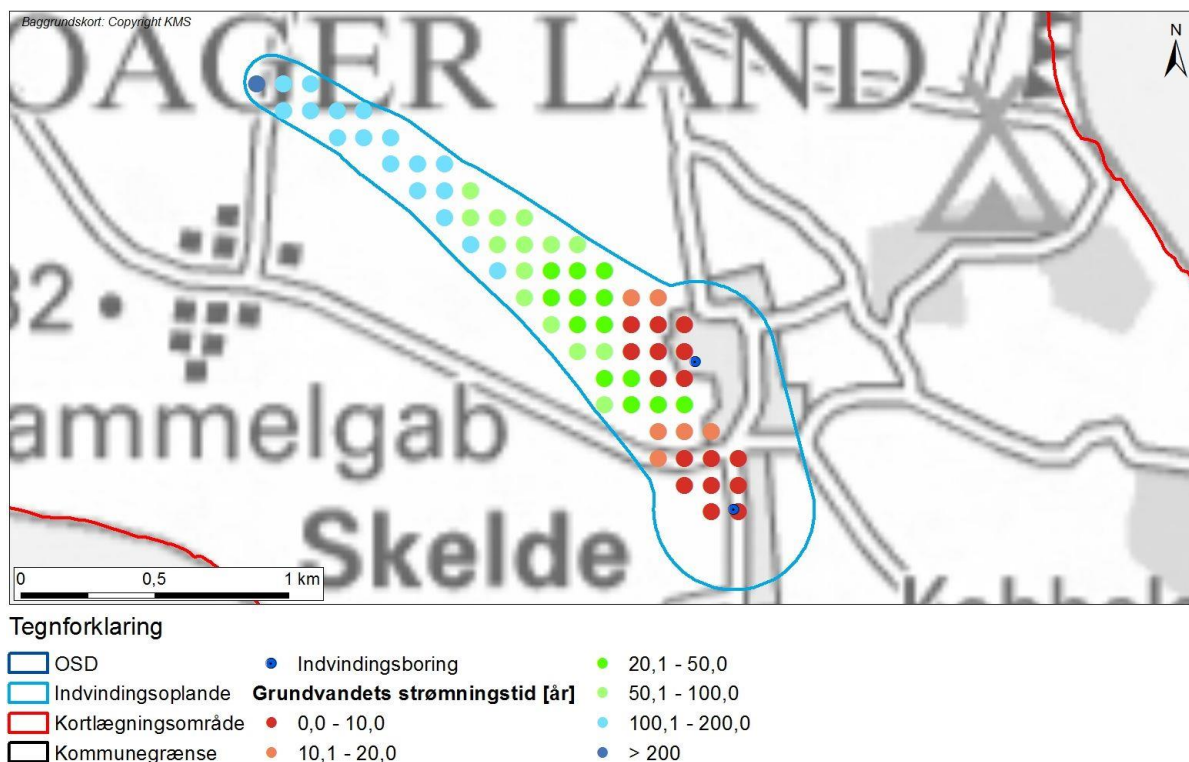 Baggrundskort: Copyright KMS
N
OAGER LAND
32
ammelgab
Skelde
0 0,5 1 km
Tegnforklaring
OSD
Indvindingsoplande
Kortlægningsområde
Kommunegrænse
Indvindingsboring
Grundvandets strømningstid [år]
0,0 - 10,0
10,1 - 20,0
20,1 - 50,0
50,1 - 100,0
100,1 - 200,0
> 200